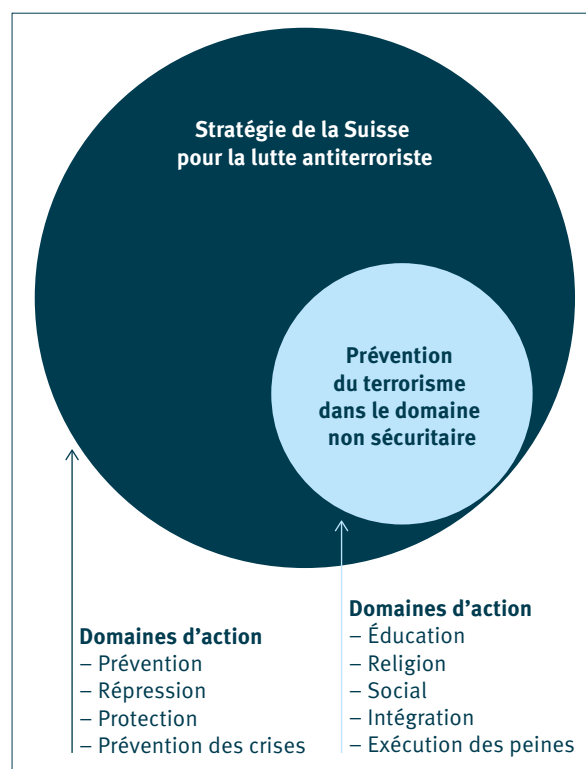 Stratégie de la Suisse
pour la lutte antiterroriste
Prévention
du terrorisme
dans le domaine
non sécuritaire
Domaines d’action
– Prévention
– Répression
– Protection
– Prévention des crises
Domaines d’action
– Éducation
– Religion
– Social
– Intégration
– Exécution des peines